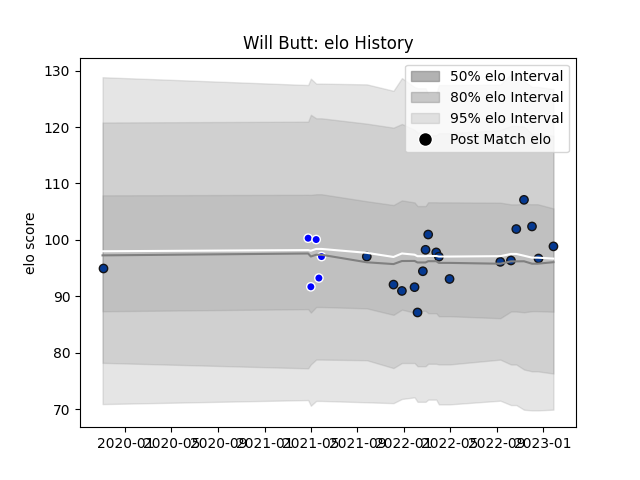 Will Butt: elo History
130
120
110
100
90
80
70
elo score
50% elo Interval
80% elo Interval
95% elo Interval
Post Match elo
2020-01 2020-05 2020-09 2021-01 2021-05 2021-09 2022-01 2022-05 2022-09 2023-01